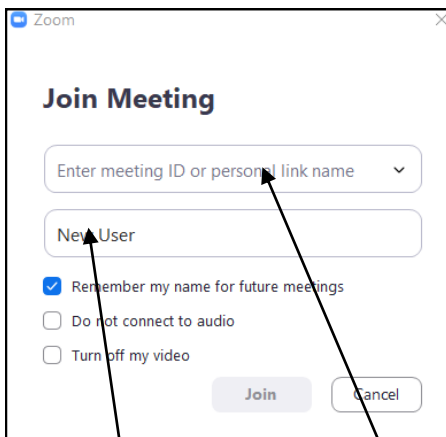 Zoom
Join Meeting
Enter meeting ID or personal link name
New User
Remember my name for future meetings
Do not connect to audio
Turn off my video
Join Cancel